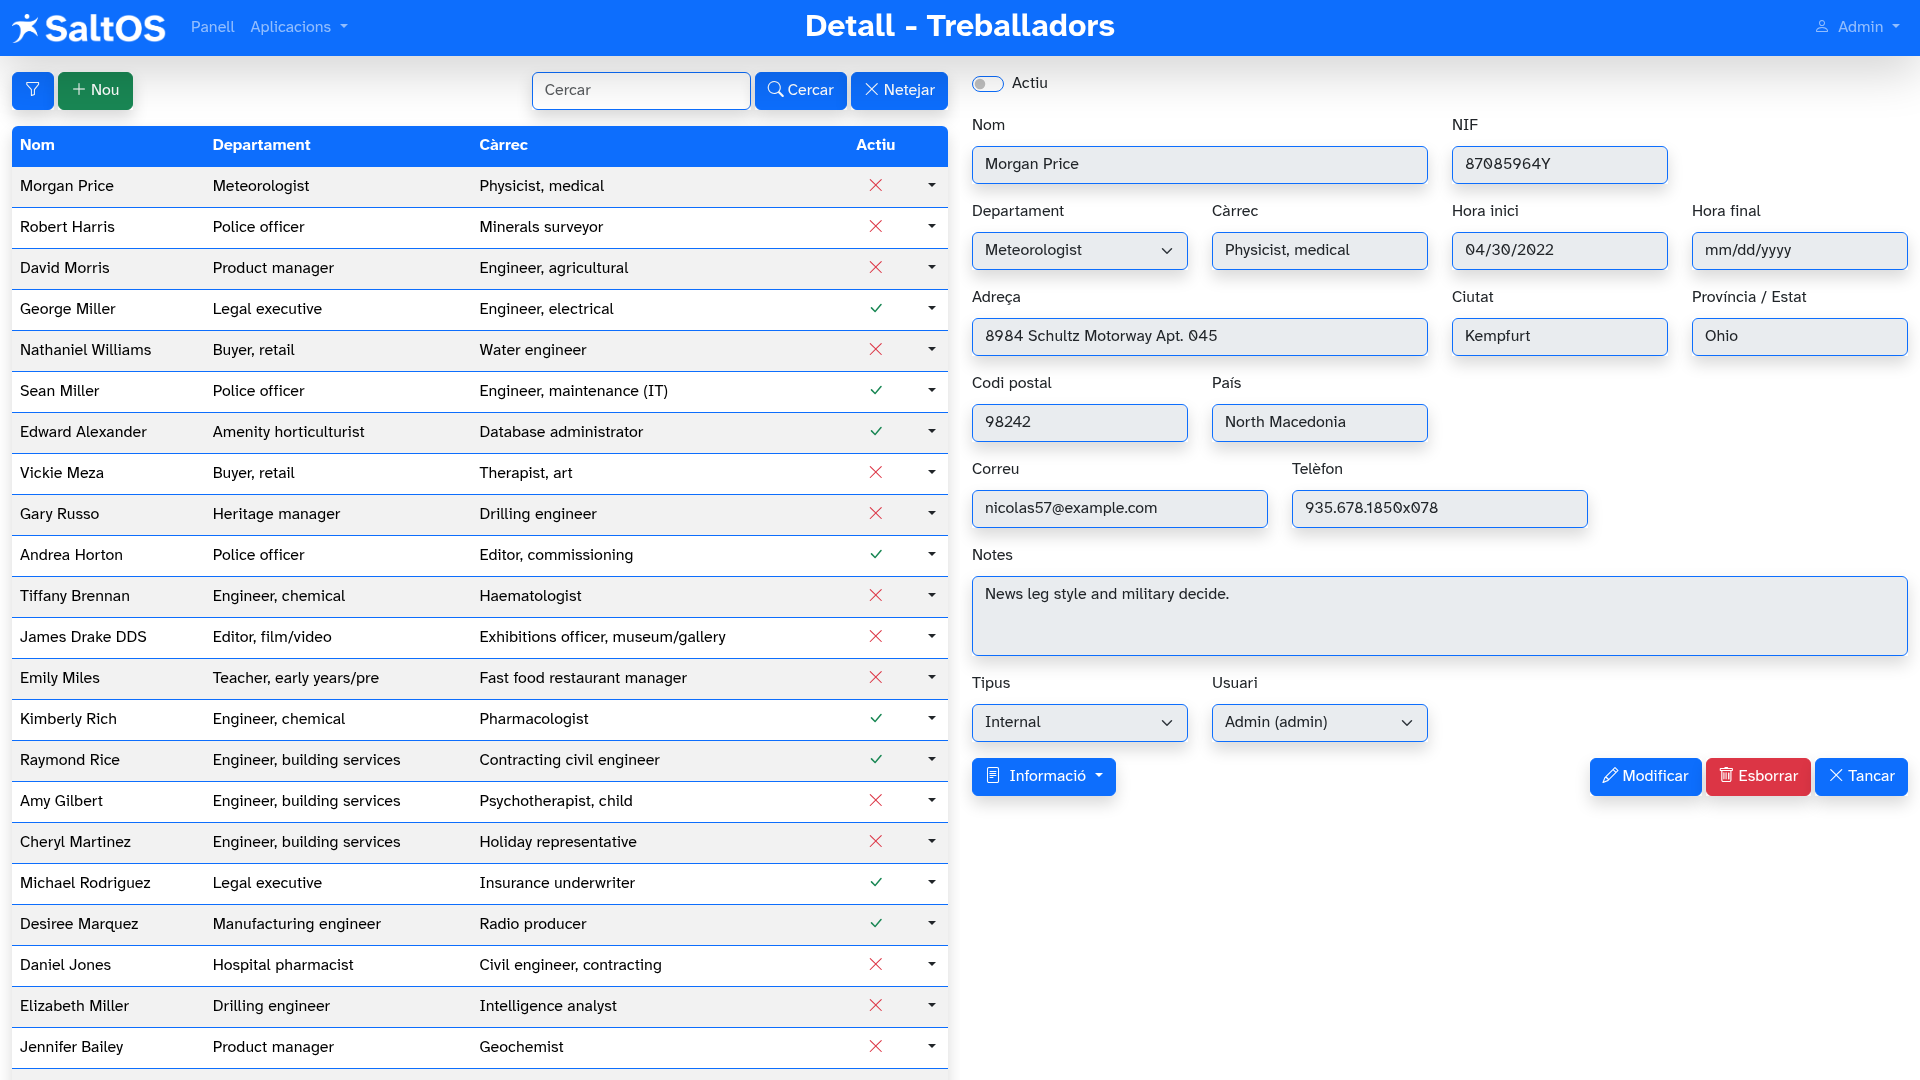 SaltOS Panell Aplicacions Detall - Treballadors Admin
Nou Cercar Cercar Netejar
Nom Departament Càrrec Actiu
Morgan Price Meteorologist Physicist, medical
Robert Harris Police officer Minerals surveyor
David Morris Product manager Engineer, agricultural
George Miller Legal executive Engineer, electrical
Nathaniel Williams Buyer, retail Water engineer
Sean Miller Police officer Engineer, maintenance (IT)
Edward Alexander Amenity horticulturist Database administrator
Vickie Meza Buyer, retail Therapist, art
Gary Russo Heritage manager Drilling engineer
Andrea Horton Police officer Editor, commissioning
Tiffany Brennan Engineer, chemical Haematologist
James Drake DDS Editor, film/video Exhibitions officer, museum/gallery
Emily Miles Teacher, early years/pre Fast food restaurant manager
Kimberly Rich Engineer, chemical Pharmacologist
Raymond Rice Engineer, building services Contracting civil engineer
Amy Gilbert Engineer, building services Psychotherapist, child
Cheryl Martinez Engineer, building services Holiday representative
Michael Rodriguez Legal executive Insurance underwriter
Desiree Marquez Manufacturing engineer Radio producer
Daniel Jones Hospital pharmacist Civil engineer, contracting
Elizabeth Miller Drilling engineer Intelligence analyst
Jennifer Bailey Product manager Geochemist
Actiu
Nom NIF
Morgan Price 87085964Y
Departament Càrrec Hora inici Hora final
Meteorologist Physicist, medical 04/30/2022 mm/dd/yyyy
Adreça Ciutat Província / Estat
8984 Schultz Motorway Apt. 045 Kempfurt Ohio
Codi postal País
98242 North Macedonia
Correu Telèfon
nicolas57@example.com 935.678.1850x078
Notes
News leg style and military decide.
Tipus Usuari
Internal Admin (admin)
Informació Modificar Esborrar Tancar